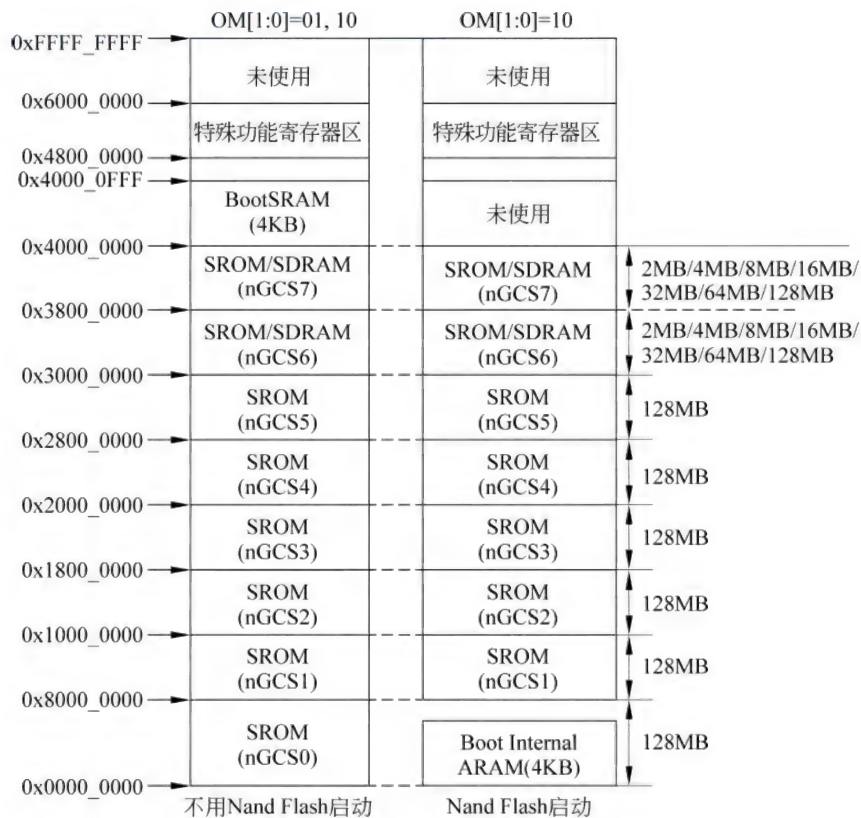 OM[1:0]=01, 10 OM[1:0]=10
0xFFFF_FFFF
未使用 未使用
0x6000_0000
特殊功能寄存器区 特殊功能寄存器区
0x4800_0000
0x4000_0FFF
BootSRAM
(4KB)
未使用
0x4000_0000
SROM/SDRAM
(nGCS7)
SROM/SDRAM
(nGCS7)
2MB/4MB/8MB/16MB/
32MB/64MB/128MB
0x3800_0000
SROM/SDRAM
(nGCS6)
SROM/SDRAM
(nGCS6)
2MB/4MB/8MB/16MB/
32MB/64MB/128MB
0x3000_0000
SROM
(nGCS5)
SROM
(nGCS5)
128MB
0x2800_0000
SROM
(nGCS4)
SROM
(nGCS4)
128MB
0x2000_0000
SROM
(nGCS3)
SROM
(nGCS3)
128MB
0x1800_0000
SROM
(nGCS2)
SROM
(nGCS2)
128MB
0x1000_0000
SROM
(nGCS1)
SROM
(nGCS1)
128MB
0x8000_0000
SROM
(nGCS0)
Boot Internal
ARAM(4KB)
128MB
0x0000_0000
不用Nand Flash启动 Nand Flash启动